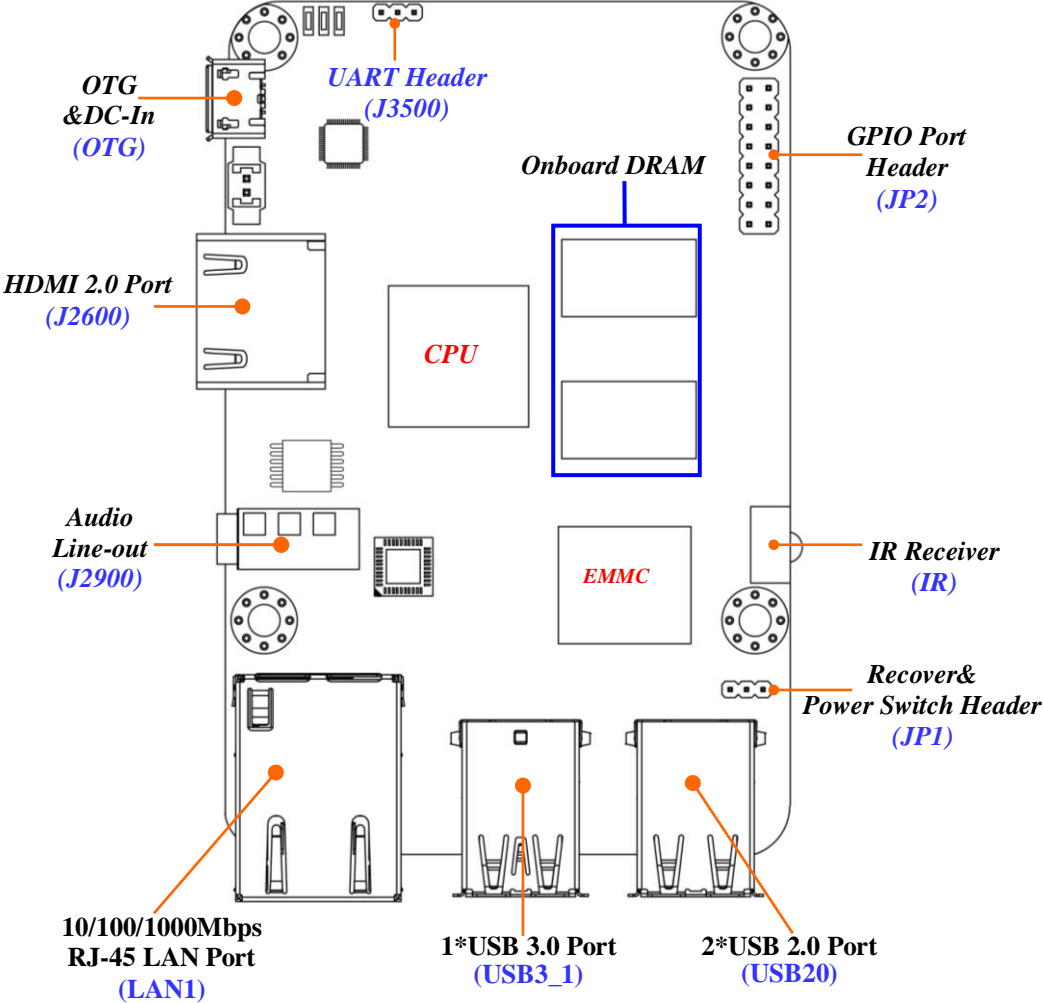 UART Header
(J3500)
OTG
&DC-In
(OTG)
Onboard DRAM
GPIO Port
Header
(JP2)
HDMI 2.0 Port
(J2600)
CPU
Audio
Line-out
(J2900)
EMMC
IR Receiver
(IR)
Recover&
Power Switch Header
(JP1)
10/100/1000Mbps
RJ-45 LAN Port
(LAN1)
1*USB 3.0 Port
(USB3_1)
2*USB 2.0 Port
(USB20)